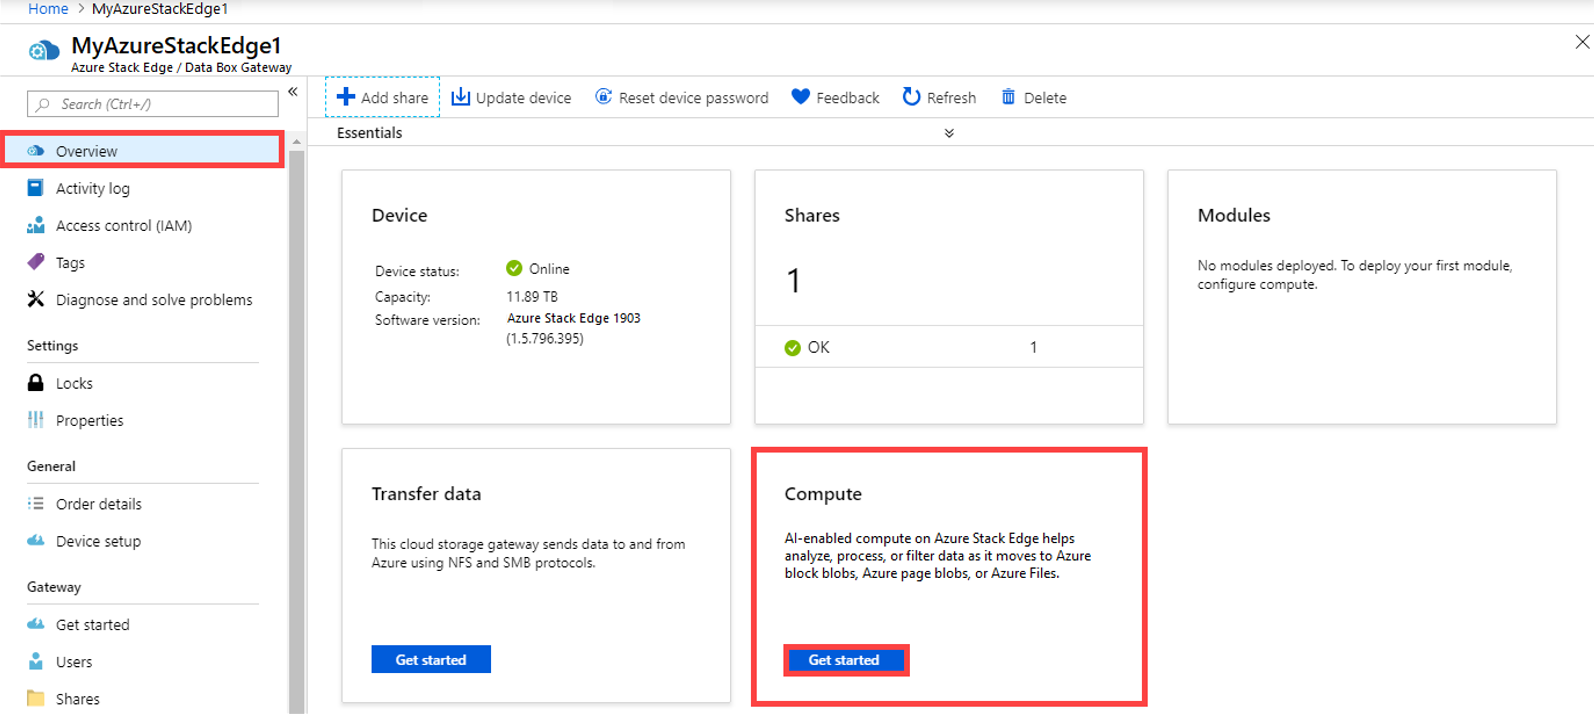 Home > MyAzureStackEdge1
MyAzureStackEdge1
Azure Stack Edge / Data Box Gateway
Search (Ctrl+/)
Overview
Activity log
Access control (IAM)
Tags
Diagnose and solve problems
Settings
Locks
Properties
General
Order details
Device setup
Gateway
Get started
Users
Shares
Add share
Update device
Reset device password
Feedback
Refresh
Delete
Essentials
Device
Device status: Online
Capacity: 11.89 TB
Software version: Azure Stack Edge 1903
(1.5.796.395)
Shares
1
OK 1
Modules
No modules deployed. To deploy your first module,
configure compute.
Transfer data
This cloud storage gateway sends data to and from
Azure using NFS and SMB protocols.
Get started
Compute
AI-enabled compute on Azure Stack Edge helps
analyze, process, or filter data as it moves to Azure
block blobs, Azure page blobs, or Azure Files.
Get started